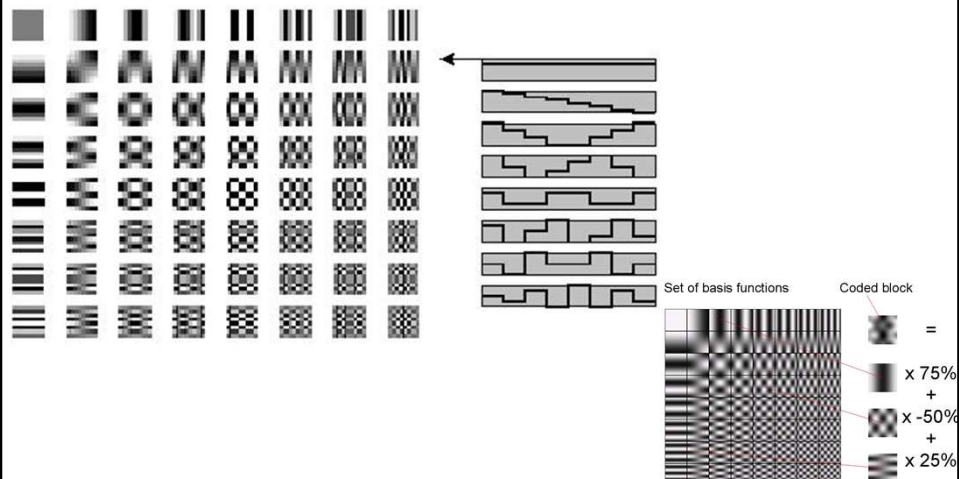 Set of basis functions
Coded block
=
x 75%
+
x -50%
+
x 25%